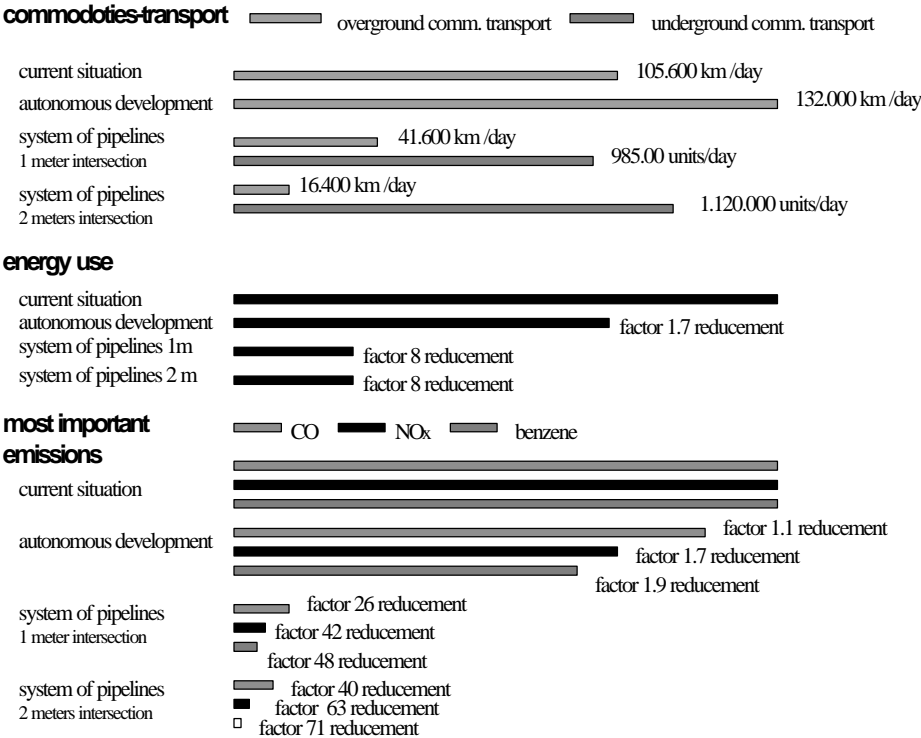 commodoties-transport overground comm. transport underground comm. transport
current situation 105.600 km /day
autonomous development 132.000 km /day
system of pipelines 41.600 km /day
1 meter intersection 985.00 units/day
system of pipelines 16.400 km /day
2 meters intersection 1.120.000 units/day
energy use
current situation
autonomous development factor 1.7 reducement
system of pipelines 1m factor 8 reducement
system of pipelines 2 m factor 8 reducement
most important CO NOx benzene
emissions
current situation
factor 1.1 reducement
autonomous development factor 1.7 reducement
factor 1.9 reducement
system of pipelines factor 26 reducement
1 meter intersection factor 42 reducement
factor 48 reducement
system of pipelines factor 40 reducement
2 meters intersection factor 63 reducement
factor 71 reducement